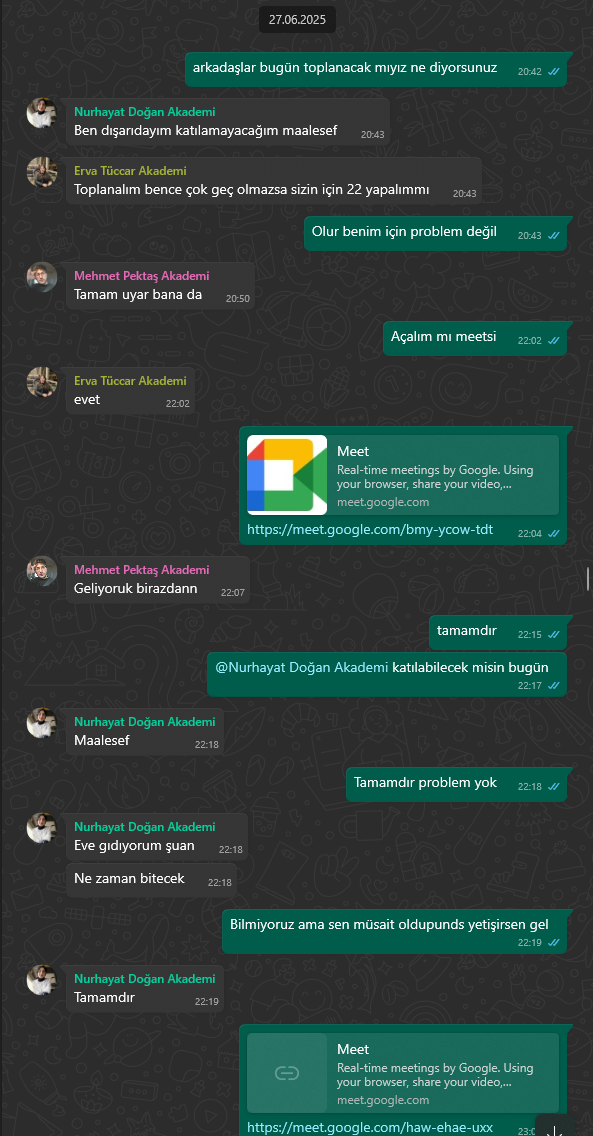 27.06.2025
arkadaşlar bugün toplanacak mıyız ne diyorsunuz 20:42
Nurhayat Doğan Akademi
Ben dışarıdayım katılamayacağım maalesef 20:43
Erva Tüccar Akademi
Toplanalım bence çok geç olmazsa sizin için 22 yapalımmı 20:43
Olur benim için problem değil 20:43
Mehmet Pektaş Akademi
Tamam uyar bana da 20:50
Açalım mı meetsi 22:02
Erva Tüccar Akademi
evet 22:02
Meet
Real-time meetings by Google. Using
your browser, share your video,...
meet.google.com
https://meet.google.com/bmy-ycow-tdt 22:04
Mehmet Pektaş Akademi
Geliyoruk birazdann 22:07
tamamdır 22:15
@Nurhayat Doğan Akademi katılabilecek misin bugün
22:17
Nurhayat Doğan Akademi
Maalesef 22:18
Tamamdır problem yok 22:18
Nurhayat Doğan Akademi
Eve gıdıyorum şuan 22:18
Ne zaman bitecek 22:18
Bilmiyoruz ama sen müsait oldupunds yetişirsen gel
22:19
Nurhayat Doğan Akademi
Tamamdır 22:19
Meet
Real-time meetings by Google. Using
your browser, share your video,...
meet.google.com
https://meet.google.com/haw-ehae-uxx